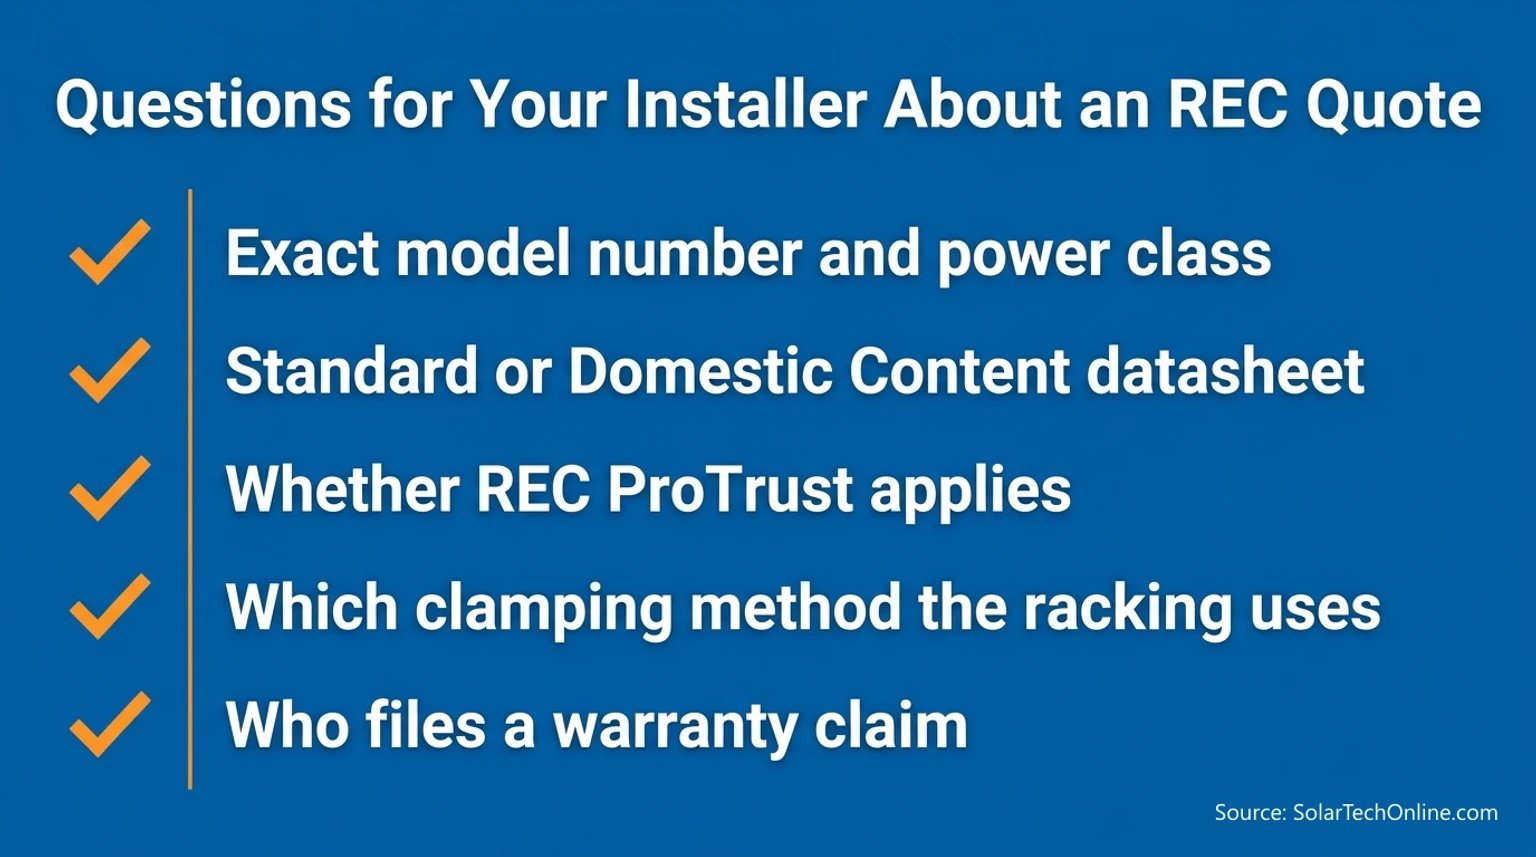 Questions for Your Installer About an REC Quote
Exact model number and power class
Standard or Domestic Content datasheet
Whether REC ProTrust applies
Which clamping method the racking uses
Who files a warranty claim
Source: SolarTechOnline.com